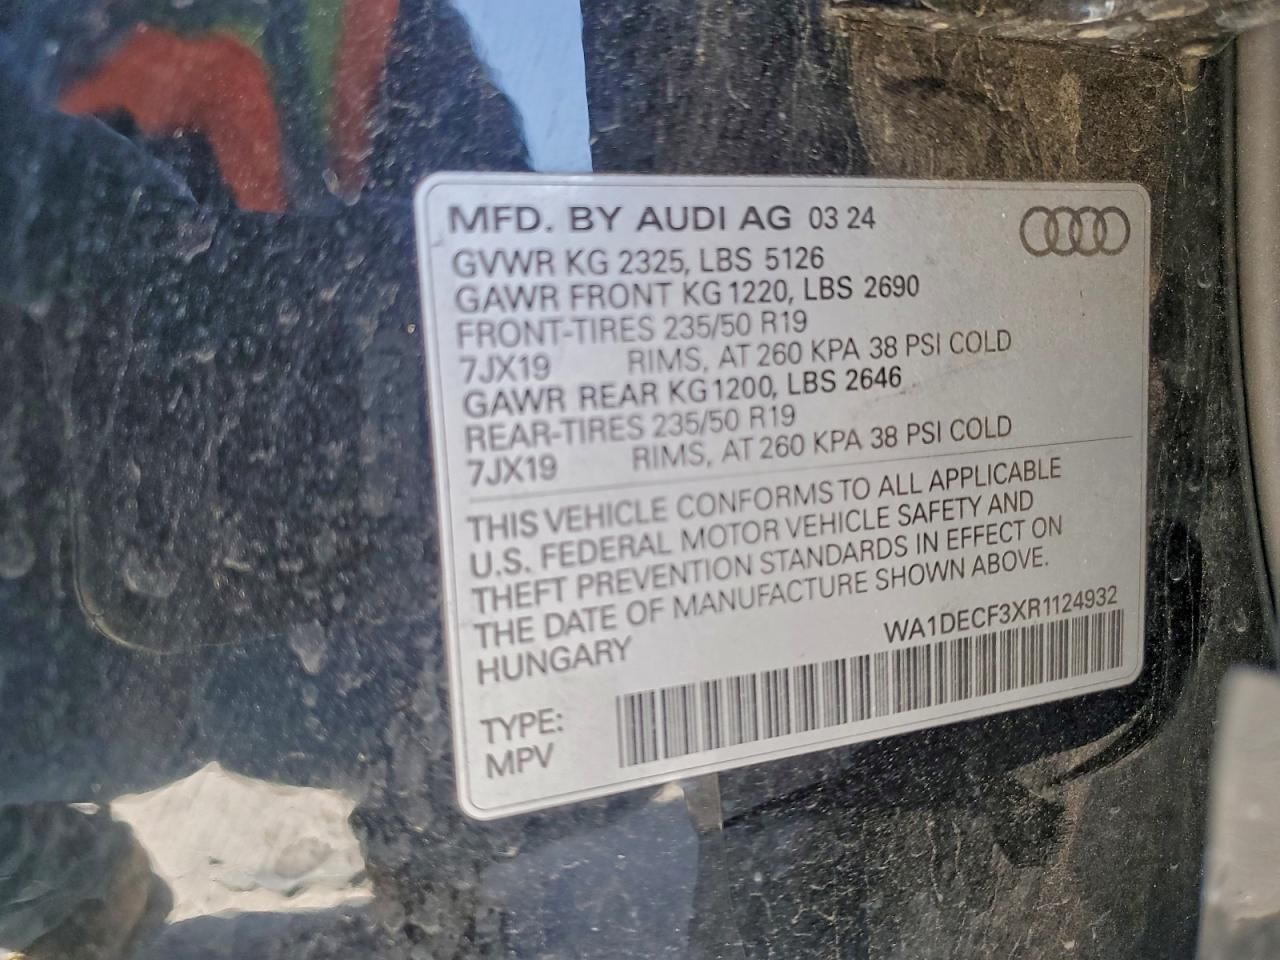 MFD. BY AUDI AG 03 24
GVWR KG 2325, LBS 5126
GAWR FRONT KG 1220, LBS 2690
FRONT-TIRES 235/50 R19
7JX19 RIMS, AT 260 KPA 38 PSI COLD
GAWR REAR KG 1200, LBS 2646
REAR-TIRES 235/50 R19
7JX19 RIMS, AT 260 KPA 38 PSI COLD
THIS VEHICLE CONFORMS TO ALL APPLICABLE
U.S. FEDERAL MOTOR VEHICLE SAFETY AND
THEFT PREVENTION STANDARDS IN EFFECT ON
THE DATE OF MANUFACTURE SHOWN ABOVE.
HUNGARY
WA1DECF3XR1124932
TYPE:
MPV